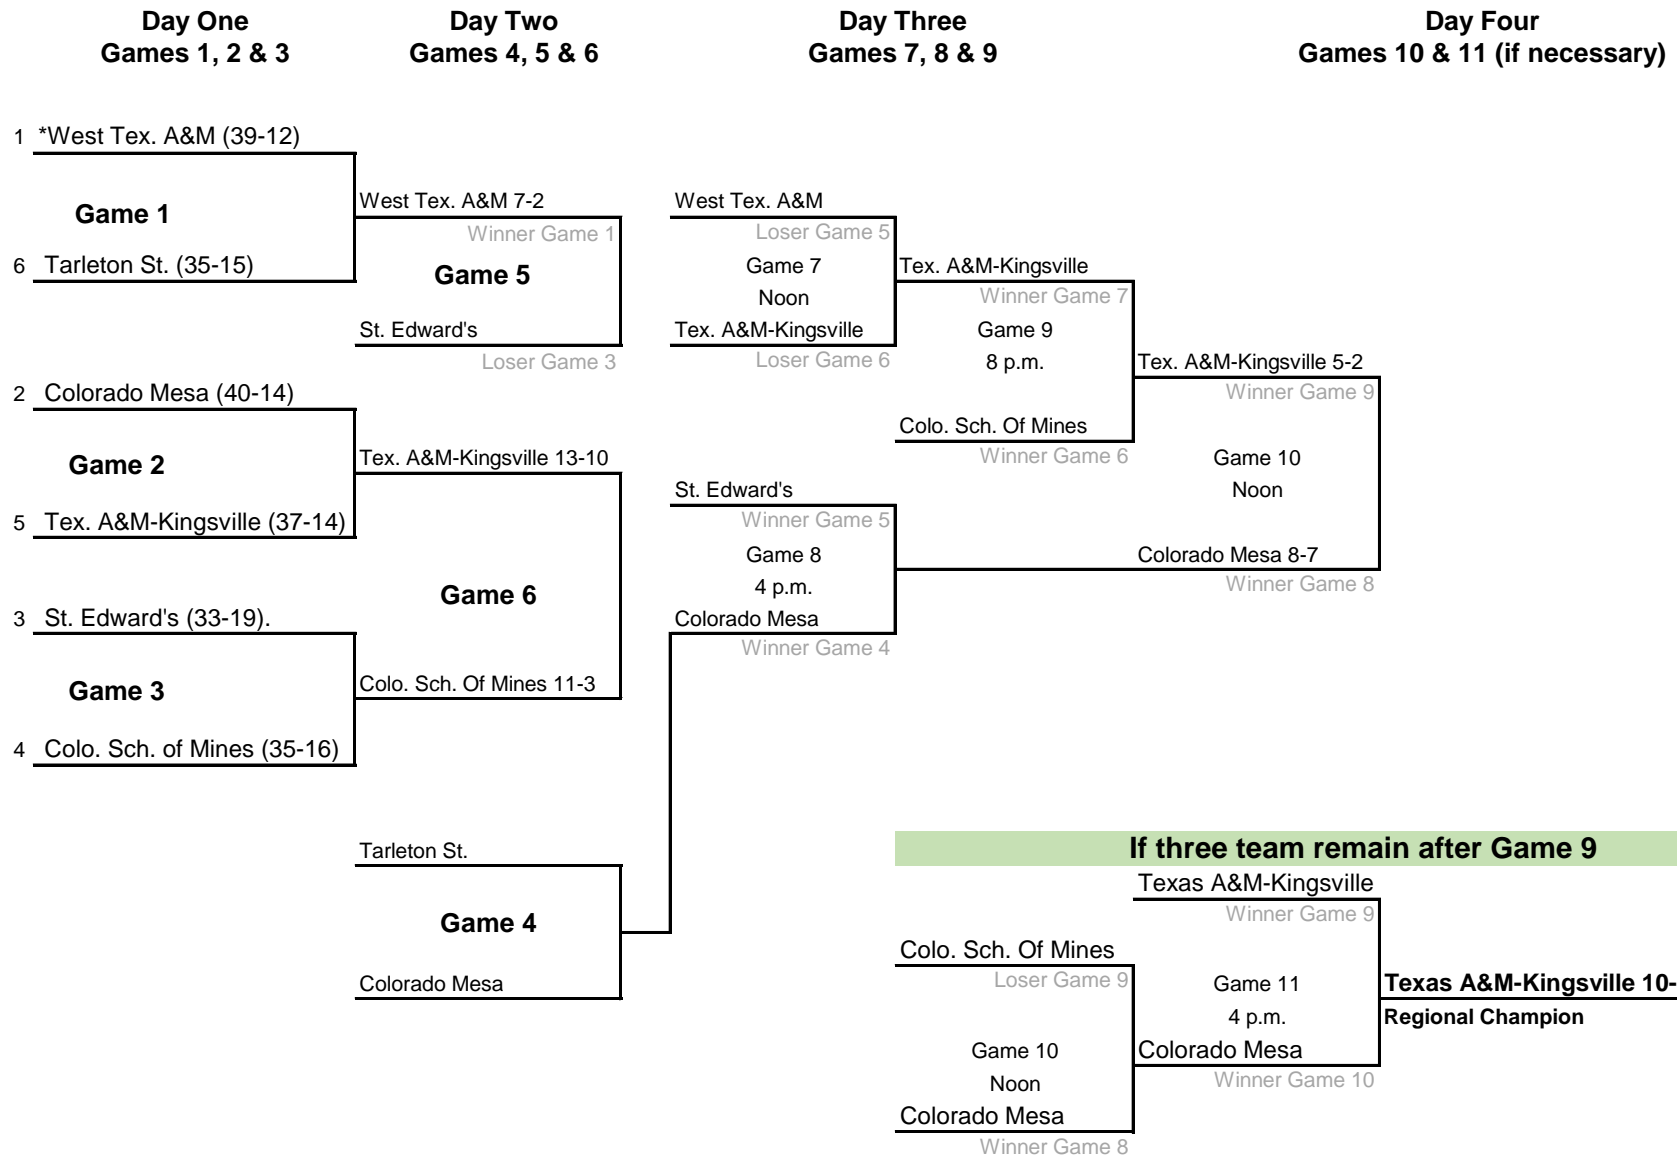 Day One
Games 1, 2 & 3
Day Two
Games 4, 5 & 6
Day Three
Games 7, 8 & 9
Day Four
Games 10 & 11 (if necessary)
1 *West Tex. A&M (39-12)
Game 1
6 Tarleton St. (35-15)
2 Colorado Mesa (40-14)
Game 2
5 Tex. A&M-Kingsville (37-14)
3 St. Edward's (33-19).
Game 3
4 Colo. Sch. of Mines (35-16)
West Tex. A&M 7-2
Winner Game 1
Game 5
St. Edward's
Loser Game 3
Tex. A&M-Kingsville 13-10
Game 6
Colo. Sch. Of Mines 11-3
Tarleton St.
Game 4
Colorado Mesa
West Tex. A&M
Loser Game 5
Game 7
Noon
Tex. A&M-Kingsville
Loser Game 6
St. Edward's
Winner Game 5
Game 8
4 p.m.
Colorado Mesa
Winner Game 4
Tex. A&M-Kingsville
Winner Game 7
Game 9
8 p.m.
Colo. Sch. Of Mines
Winner Game 6
Tex. A&M-Kingsville 5-2
Winner Game 9
Game 10
Noon
Colorado Mesa 8-7
Winner Game 8
If three team remain after Game 9
Texas A&M-Kingsville
Winner Game 9
Colo. Sch. Of Mines
Loser Game 9
Game 10
Noon
Colorado Mesa
Winner Game 8
Game 11
4 p.m.
Colorado Mesa
Winner Game 10
Texas A&M-Kingsville 10-
Regional Champion